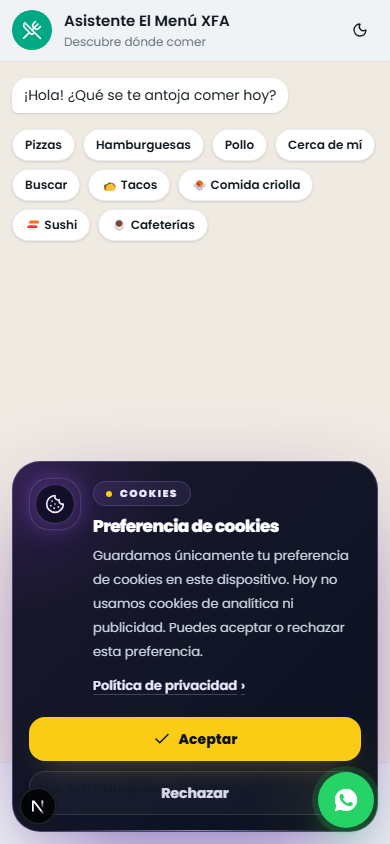 Asistente El Menú XFA
Descubre dónde comer
¡Hola! ¿Qué se te antoja comer hoy?
Pizzas
Hamburguesas
Pollo
Cerca de mí
Buscar
Tacos
Comida criolla
Sushi
Cafeterías
COOKIES
Preferencia de cookies
Guardamos únicamente tu preferencia
de cookies en este dispositivo. Hoy no
usamos cookies de analítica ni
publicidad. Puedes aceptar o rechazar
esta preferencia.
Política de privacidad ›
Aceptar
Rechazar
N